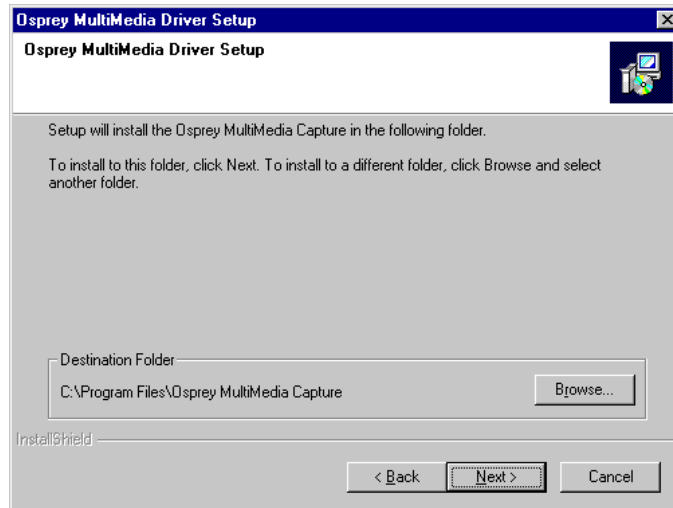 Osprey MultiMedia Driver Setup
Osprey MultiMedia Driver Setup
Setup will install the Osprey MultiMedia Capture in the following folder.
To install to this folder, click Next. To install to a different folder, click Browse and select
another folder.
Destination Folder
C:\Program Files\Osprey MultiMedia Capture
Browse...
InstallShield
< Back
Next >
Cancel